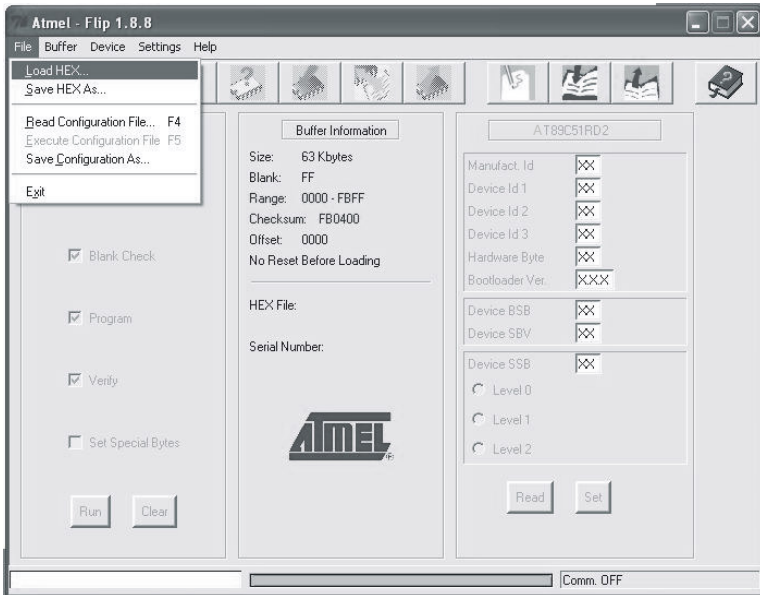 Atmel - Flip 1.8.8
File Buffer Device Settings Help
Load HEX...
Save HEX As...
Read Configuration File... F4
Execute Configuration File F5
Save Configuration As...
Exit
Blank Check
Program
Verify
Set Special Bytes
Run Clear
Buffer Information
Size: 63 Kbytes
Blank: FF
Range: 0000 - FBFF
Checksum: FB0400
Offset: 0000
No Reset Before Loading
HEX File:
Serial Number:
ATMEL ®
AT89C51RD2
Manufact. Id XX
Device Id 1 XX
Device Id 2 XX
Device Id 3 XX
Hardware Byte XX
Bootloader Ver. XXX
Device BSB XX
Device SBV XX
Device SSB XX
Level 0
Level 1
Level 2
Read Set
Comm. OFF